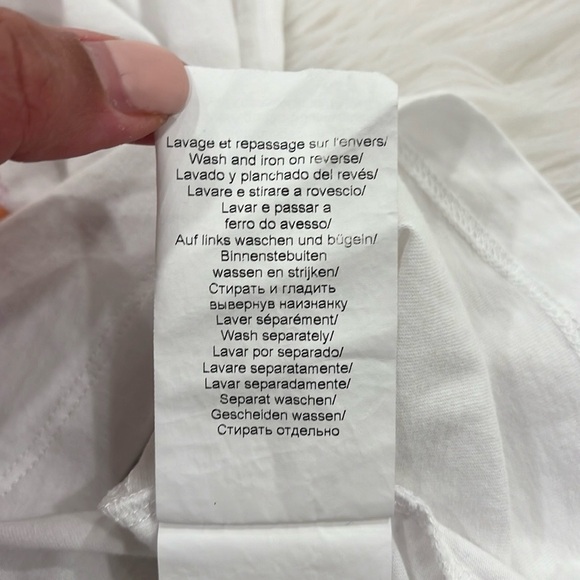 Lavage et repassage sur l'envers/
Wash and iron on reverse/
Lavado y planchado del revés/
Lavare e stirare a rovescio/
Lavar e passar a
ferro do avesso/
Auf links waschen und bügeln/
Binnenstebuiten
wassen en strijken/
Стирать и гладить
вывернув наизнанку
Laver séparément/
Wash separately/
Lavar por separado/
Lavare separatamente/
Lavar separadamente/
Separat waschen/
Gescheiden wassen/
Стирать отдельно